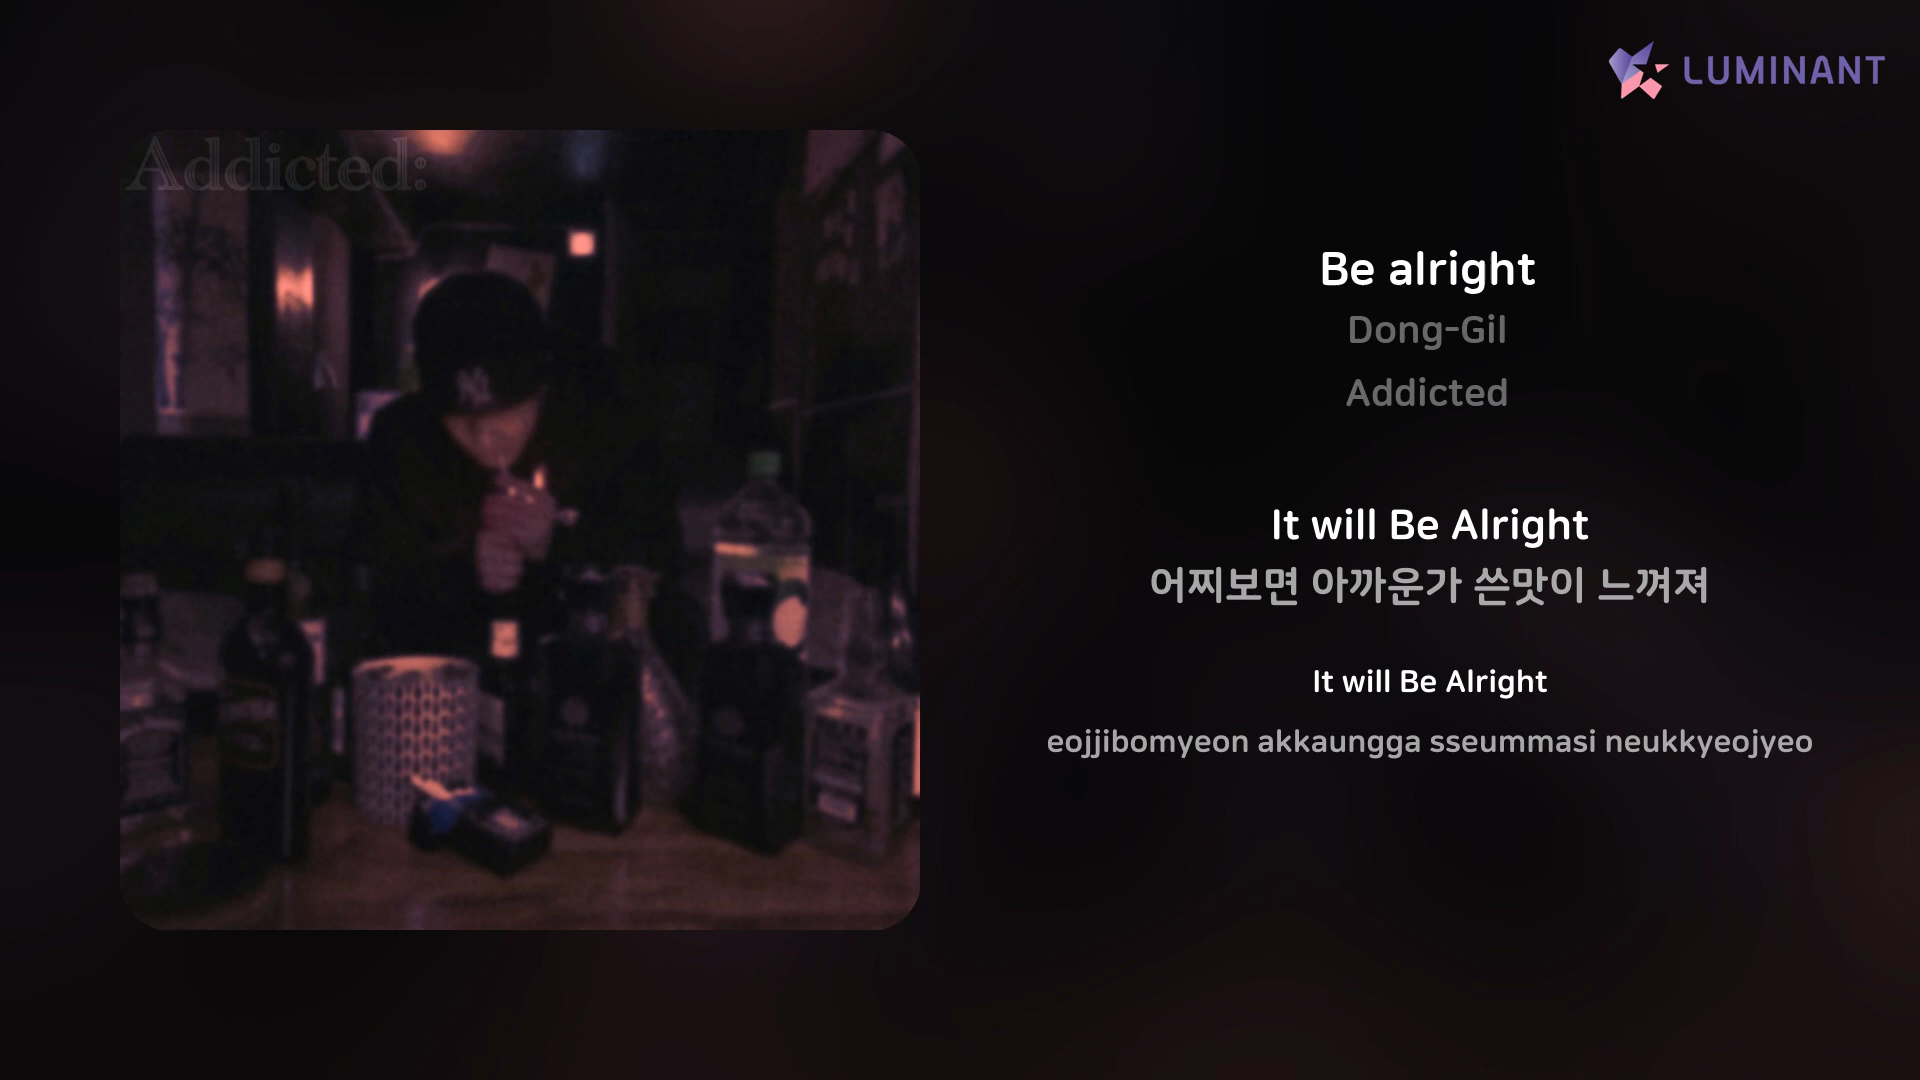 LUMINANT
Addicted:
NY
Be alright
Dong-Gil
Addicted
It will Be Alright
어찌보면 아까운가 쓴맛이 느껴져
It will Be Alright
eojjibomyeon akkaungga sseummasi neukkyeojyeo